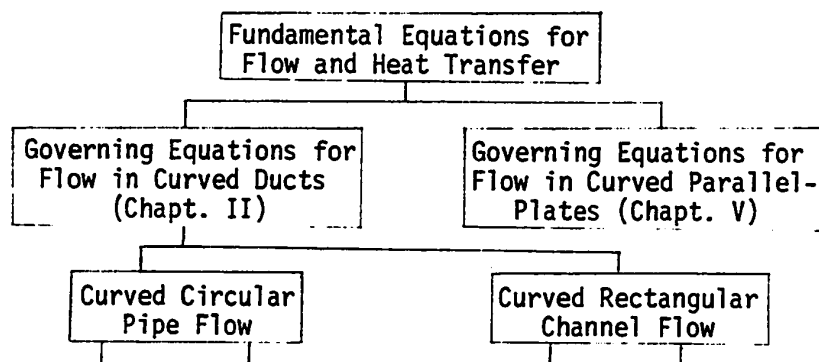 Fundamental Equations for
Flow and Heat Transfer
Governing Equations for
Flow in Curved Ducts
(Chapt. II)
Governing Equations for
Flow in Curved Parallel-
Plates (Chapt. V)
Curved Circular
Pipe Flow
Curved Rectangular
Channel Flow